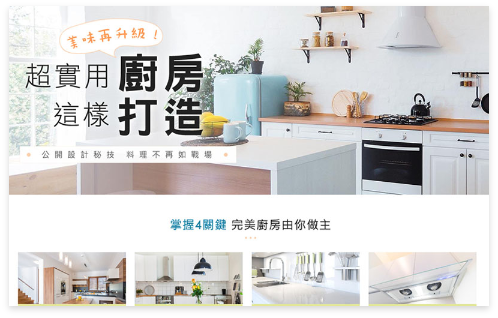 美味再升級！
超實用 廚房
這樣 打造
公開設計秘技 料理不再如戰場
掌握4關鍵 完美廚房由你做主